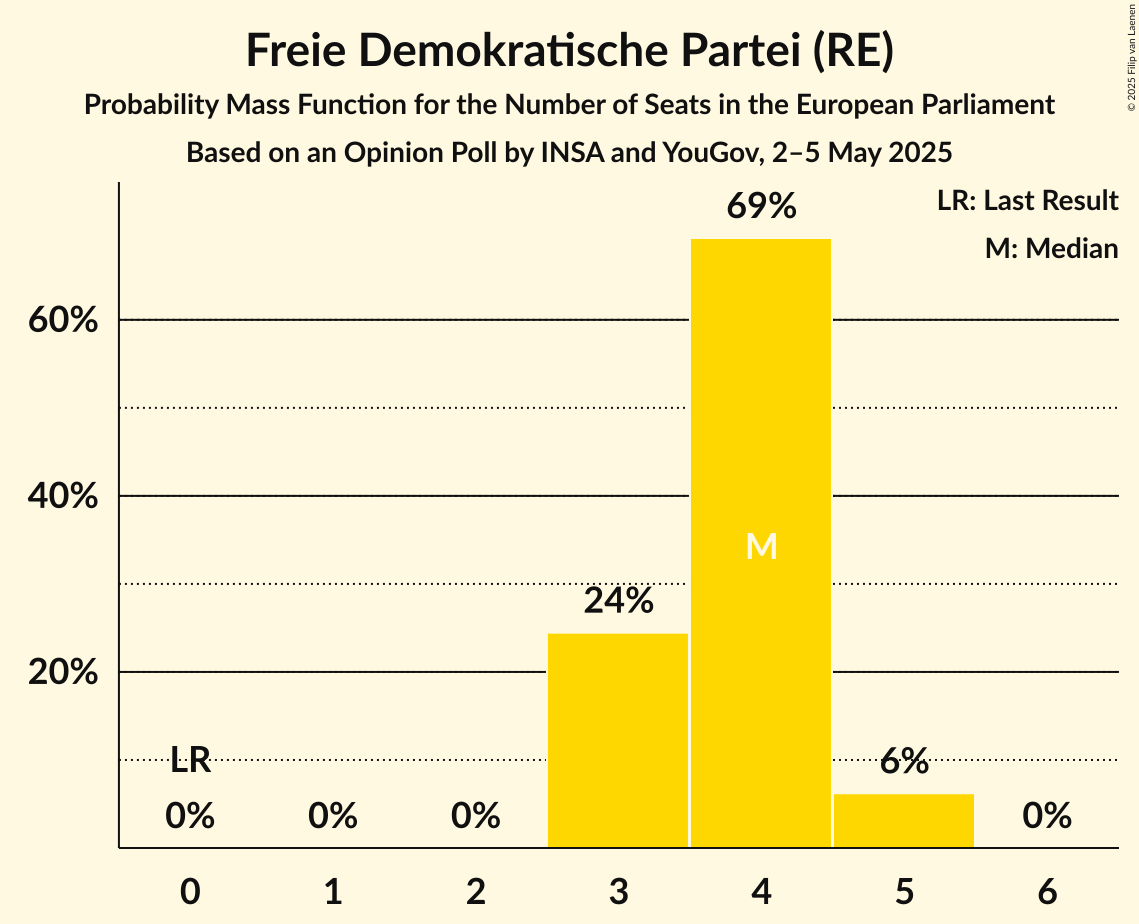 Freie Demokratische Partei (RE)
Probability Mass Function for the Number of Seats in the European Parliament
Based on an Opinion Poll by INSA and YouGov, 2–5 May 2025
© 2025 Filip van Laenen
LR: Last Result
M: Median
69%
60%
40%
M
24%
20%
LR
6%
0%
0%
0%
0%
0
1
2
3
4
5
6